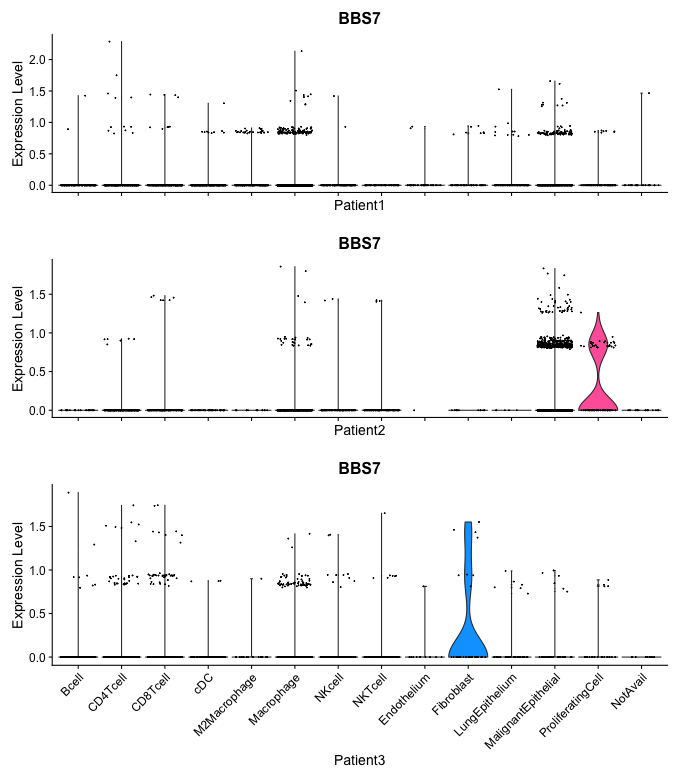 BBS7
Expression Level
2.0
1.5
1.0
0.5
0.0
Patient1
BBS7
Expression Level
1.5
1.0
0.5
0.0
Patient2
BBS7
Expression Level
1.5
1.0
0.5
0.0
Bcell
CD4Tcell
CD8Tcell
cDC
M2Macrophage
Macrophage
NKcell
NKTcell
Endothelium
Fibroblast
LungEpithelium
MalignantEpithelial
ProliferatingCell
NotAvail
Patient3